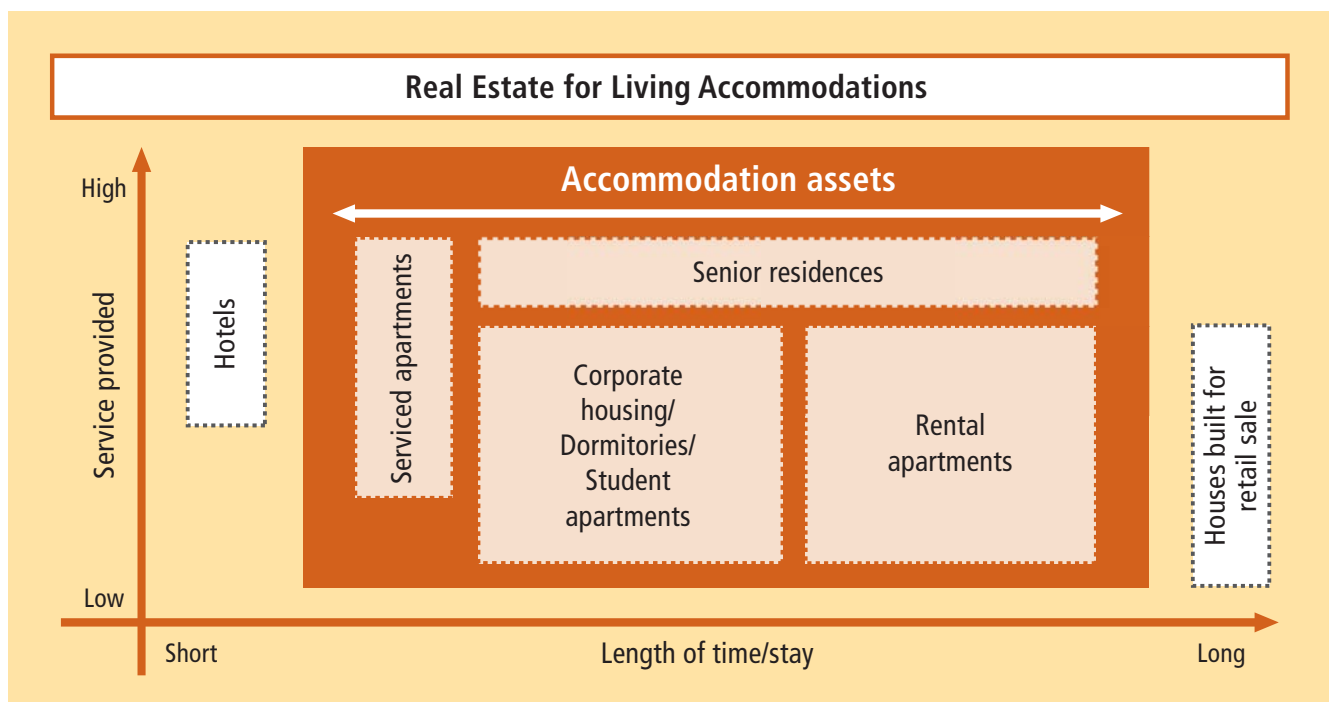 Real Estate for Living Accommodations
Accommodation assets
High
Service provided
Low
Hotels
Serviced apartments
Senior residences
Corporate
housing/
Dormitories/
Student
apartments
Rental
apartments
Houses built for
retail sale
Short
Length of time/stay
Long